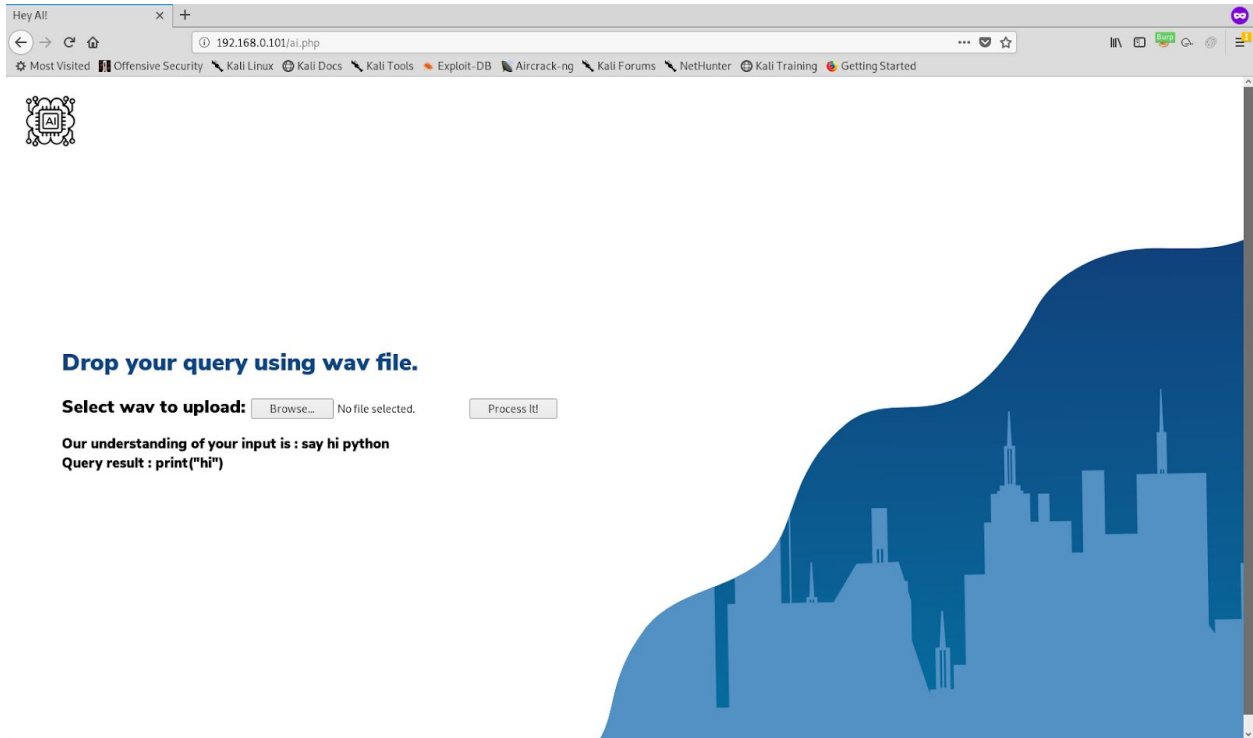 Hey AI!
192.168.0.101/ai.php
Burp
Most Visited Offensive Security Kali Linux Kali Docs Kali Tools Exploit-DB Aircrack-ng Kali Forums NetHunter Kali Training Getting Started
AI
Drop your query using wav file.
Select wav to upload: Browse... No file selected. Process It!
Our understanding of your input is : say hi python
Query result : print("hi")